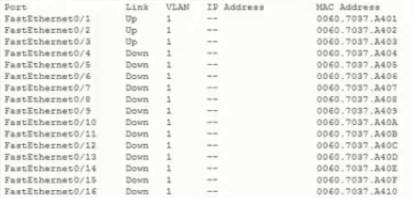 Port Link VLAN IP Address MAC Address
FastEthernet0/1 Up 1 -- 0060.7037.A401
FastEthernet0/2 Up 1 -- 0060.7037.A402
FastEthernet0/3 Up 1 -- 0060.7037.A403
FastEthernet0/4 Down 1 -- 0060.7037.A404
FastEthernet0/5 Down 1 -- 0060.7037.A405
FastEthernet0/6 Down 1 -- 0060.7037.A406
FastEthernet0/7 Down 1 -- 0060.7037.A407
FastEthernet0/8 Down 1 -- 0060.7037.A408
FastEthernet0/9 Down 1 -- 0060.7037.A409
FastEthernet0/10 Down 1 -- 0060.7037.A40A
FastEthernet0/11 Down 1 -- 0060.7037.A40B
FastEthernet0/12 Down 1 -- 0060.7037.A40C
FastEthernet0/13 Down 1 -- 0060.7037.A40D
FastEthernet0/14 Down 1 -- 0060.7037.A40E
FastEthernet0/15 Down 1 -- 0060.7037.A40F
FastEthernet0/16 Down 1 -- 0060.7037.A410